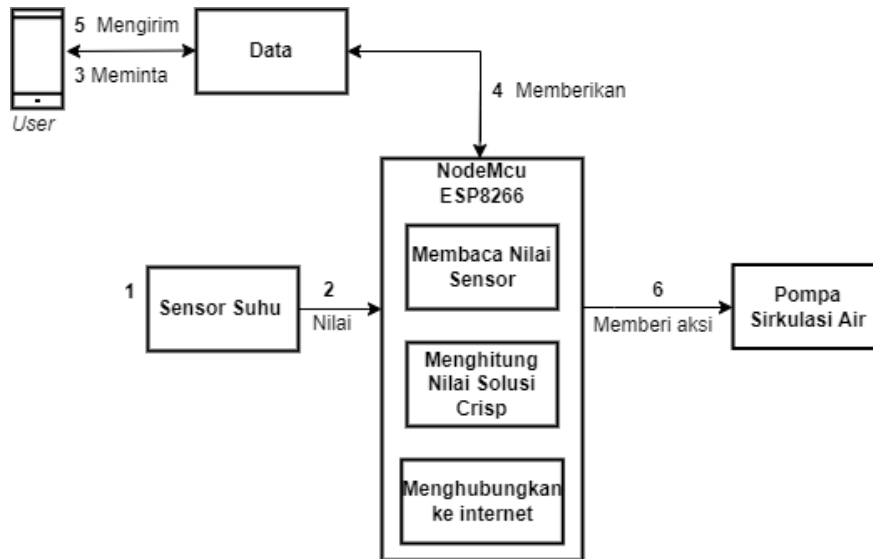 5 Mengirim
3 Meminta
User
Data
4 Memberikan
NodeMcu
ESP8266
Membaca Nilai
Sensor
1
Sensor Suhu
2
Nilai
6
Memberi aksi
Pompa
Sirkulasi Air
Menghitung
Nilai Solusi
Crisp
Menghubungkan
ke internet